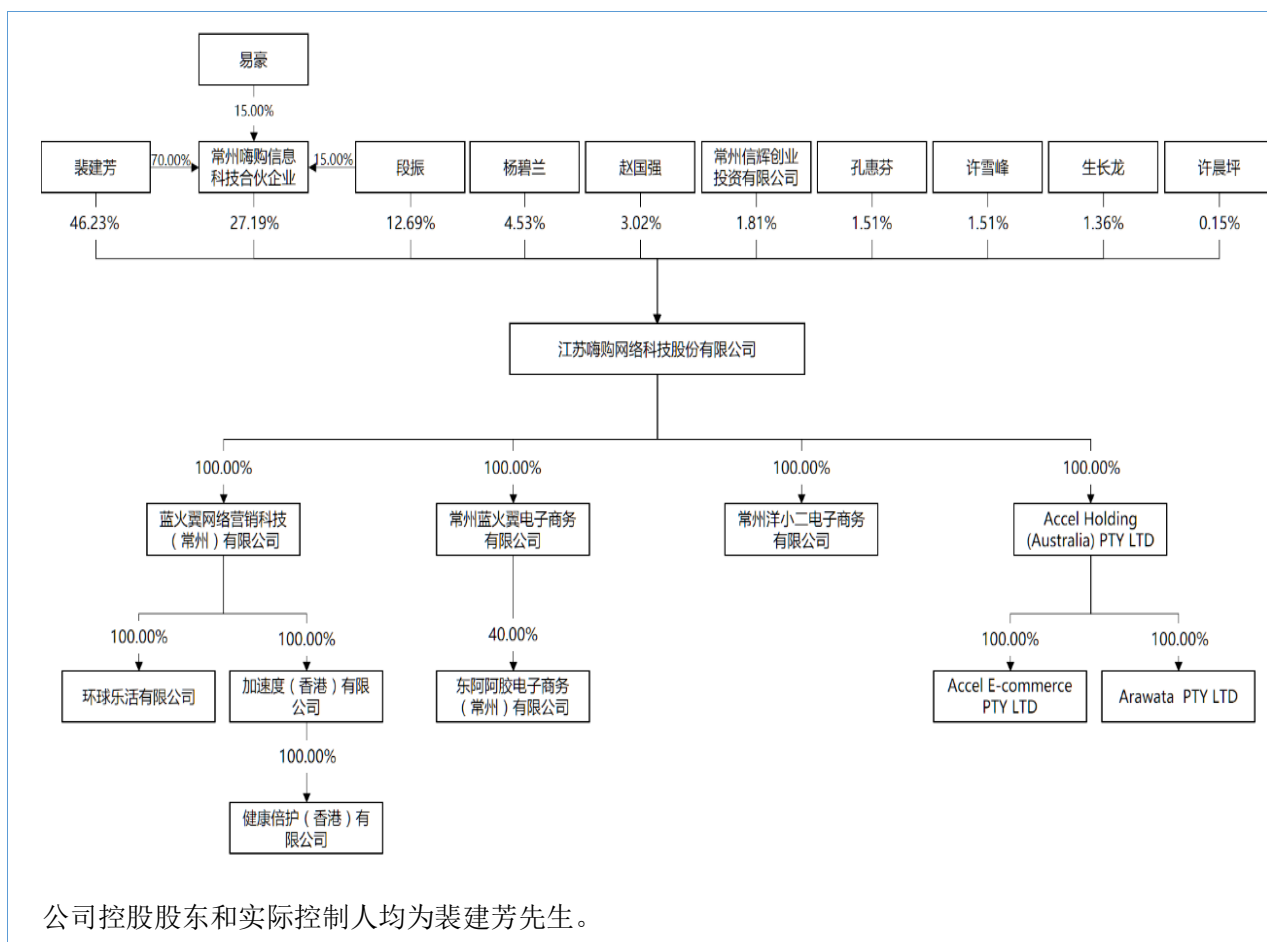 易豪
15.00%
裴建芳
70.00%
常州嗨购信息
科技合伙企业
15.00%
段振
杨碧兰
赵国强
常州信辉创业
投资有限公司
孔惠芬
许雪峰
生长龙
许晨坪
46.23%
27.19%
12.69%
4.53%
3.02%
1.81%
1.51%
1.51%
1.36%
0.15%
江苏嗨购网络科技股份有限公司
100.00%
100.00%
100.00%
100.00%
蓝火翼网络营销科技
（常州）有限公司
常州蓝火翼电子商务
有限公司
常州洋小二电子商务
有限公司
Accel Holding
(Australia) PTY LTD
100.00%
100.00%
40.00%
100.00%
100.00%
环球乐活有限公司
加速度（香港）有限
公司
东阿阿胶电子商务
（常州）有限公司
Accel E-commerce
PTY LTD
Arawata PTY LTD
100.00%
健康倍护（香港）有
限公司
公司控股股东和实际控制人均为裴建芳先生。